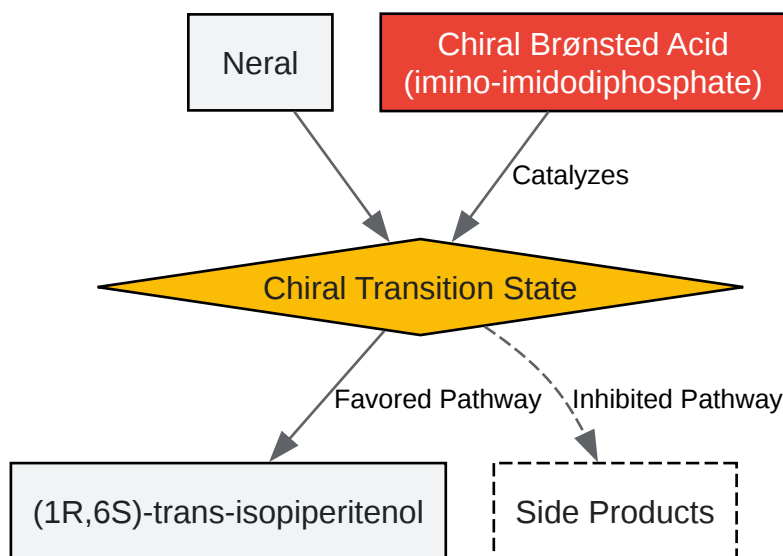 Neral
Chiral Brønsted Acid
(imino-imidodiphosphate)
Catalyzes
Chiral Transition State
Favored Pathway
Inhibited Pathway
(1R,6S)-trans-isopiperitenol
Side Products